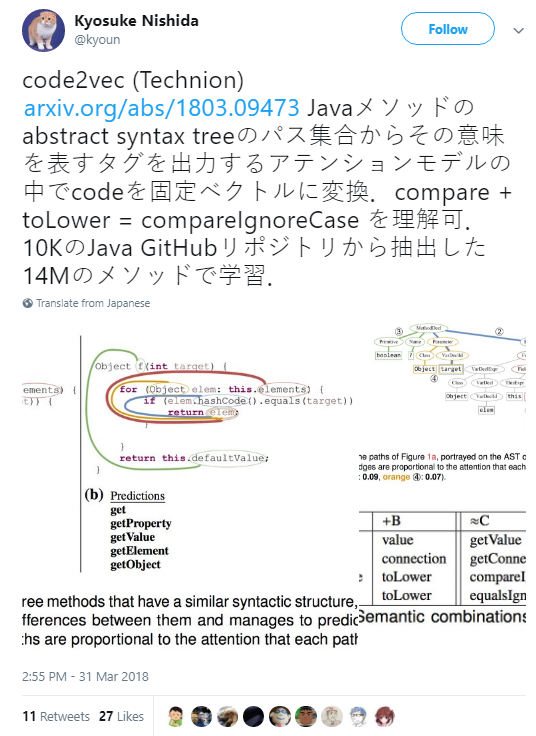 Kyosuke Nishida
@kyoun
Follow
code2vec (Technion)
arxiv.org/abs/1803.09473 Javaメソッドの
abstract syntax treeのパス集合からその意味
を表すタグを出力するアテンションモデルの
中でcodeを固定ベクトルに変換．compare +
toLower = compareIgnoreCase を理解可．
10KのJava GitHubリポジトリから抽出した
14Mのメソッドで学習．
Translate from Japanese
Object f(int target) {
ements) {
for (Object elem: this.elements) {
t)) {
if (elem.hashCode().equals(target))
return elem;
}
}
return this.defaultValue;
}
(b) Predictions
get
getProperty
getValue
getElement
getObject
ree methods that have a similar syntactic structure,
fferences between them and manages to predic
hs are proportional to the attention that each path
③ MethodDecl ②
Primitive Name Parameter
boolean f Class VarDecId
Object target VarDeclExpr
④ Class VarDecl
Object VarDecId this
elem
he paths of Figure 1a, portrayed on the AST o
dges are proportional to the attention that each
: 0.09, orange ④: 0.07).
+B ≈C
value getValue
connection getConne
toLower compareI
toLower equalsIgn
Semantic combinations
2:55 PM - 31 Mar 2018
11 Retweets 27 Likes